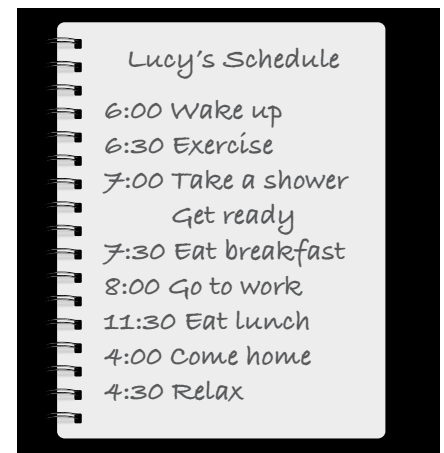 Lucy's Schedule
6:00 Wake up
6:30 Exercise
7:00 Take a shower
Get ready
7:30 Eat breakfast
8:00 Go to work
11:30 Eat lunch
4:00 Come home
4:30 Relax